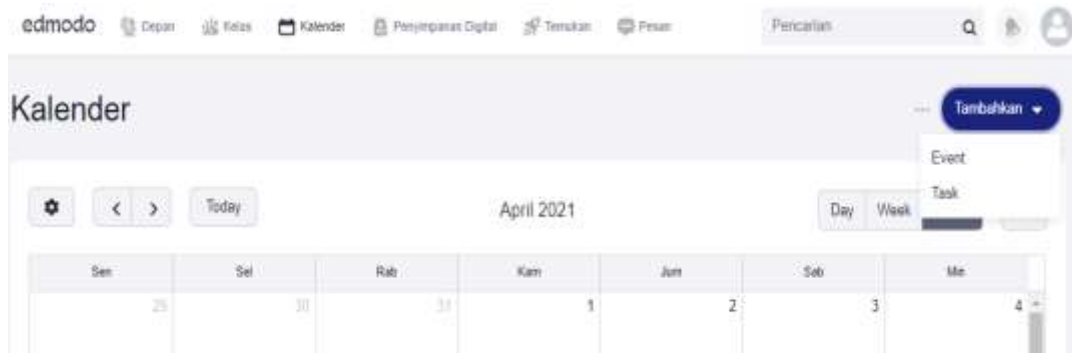 edmodo Depan Kelas Kalender Penyimpanan Digital Temukan Pesan Pencarian
Kalender
Tambahkan
Event
Task
Today April 2021 Day Week
Sen Sel Rab Kam Jum Sab Min
29 30 31 1 2 3 4